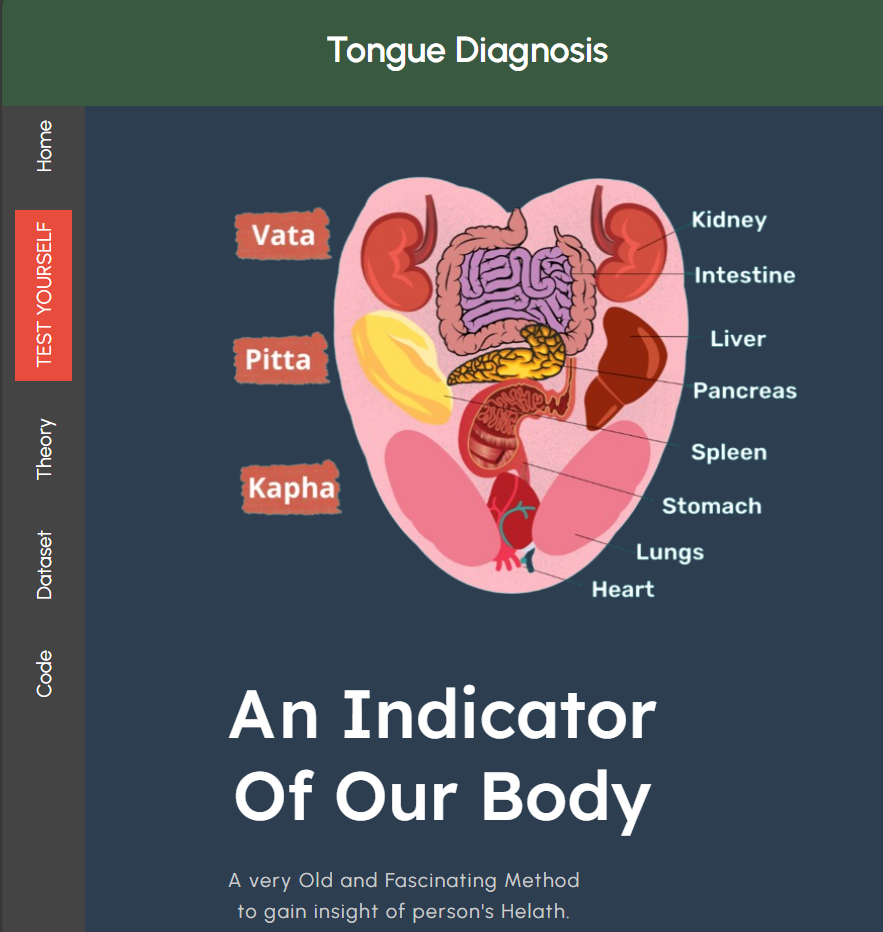 Tongue Diagnosis
Home
TEST YOURSELF
Theory
Dataset
Code
Vata
Pitta
Kapha
Kidney
Intestine
Liver
Pancreas
Spleen
Stomach
Lungs
Heart
An Indicator
Of Our Body
A very Old and Fascinating Method
to gain insight of person's Helath.